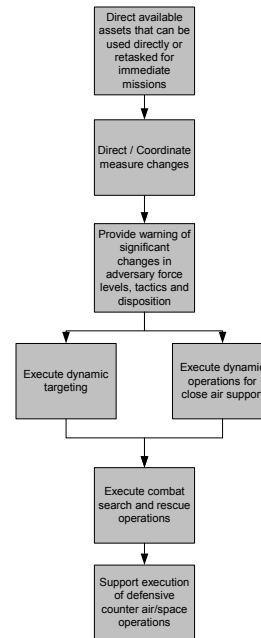 Direct available
assets that can be
used directly or
retasked for
immediate
missions
Direct / Coordinate
measure changes
Provide warning of
significant
changes in
adversary force
levels, tactics and
disposition
Execute dynamic
targeting
Execute dynamic
operations for
close air support
Execute combat
search and rescue
operations
Support execution
of defensive
counter air/space
operations